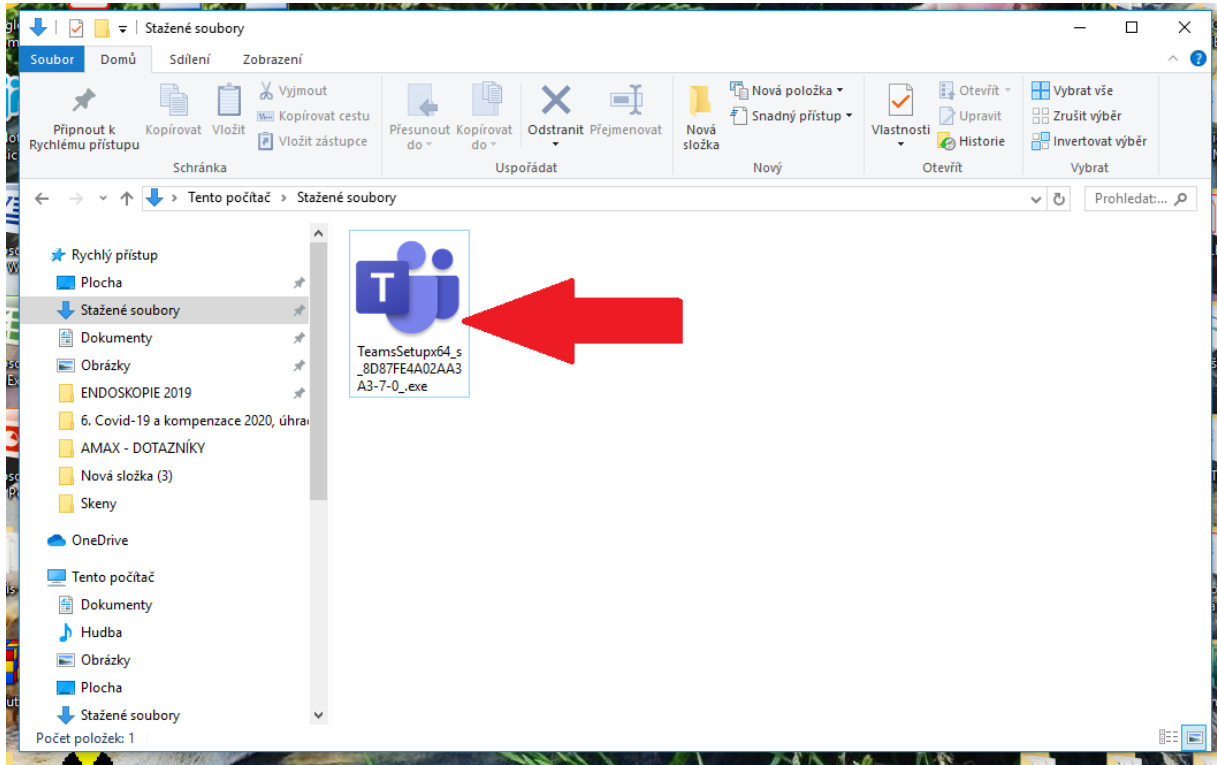 Stažené soubory
Soubor Domů Sdílení Zobrazení
Připnout k
Rychlému přístupu
Kopírovat
Vložit
Vyjmout
Kopírovat cestu
Vložit zástupce
Schránka
Přesunout
do
Kopírovat
do
Odstranit
Přejmenovat
Uspořádat
Nová
složka
Nová položka
Snadný přístup
Nový
Vlastnosti
Otevřít
Upravit
Historie
Otevřít
Vybrat vše
Zrušit výběr
Invertovat výběr
Vybrat
Tento počítač > Stažené soubory
Prohledat:...
Rychlý přístup
Plocha
Stažené soubory
Dokumenty
Obrázky
ENDOSKOPIE 2019
6. Covid-19 a kompenzace 2020, úhra
AMAX - DOTAZNÍKY
Nová složka (3)
Skeny
OneDrive
Tento počítač
Dokumenty
Hudba
Obrázky
Plocha
Stažené soubory
T
TeamsSetupx64_s
_8D87FE4A02AA3
A3-7-0_.exe
Počet položek: 1